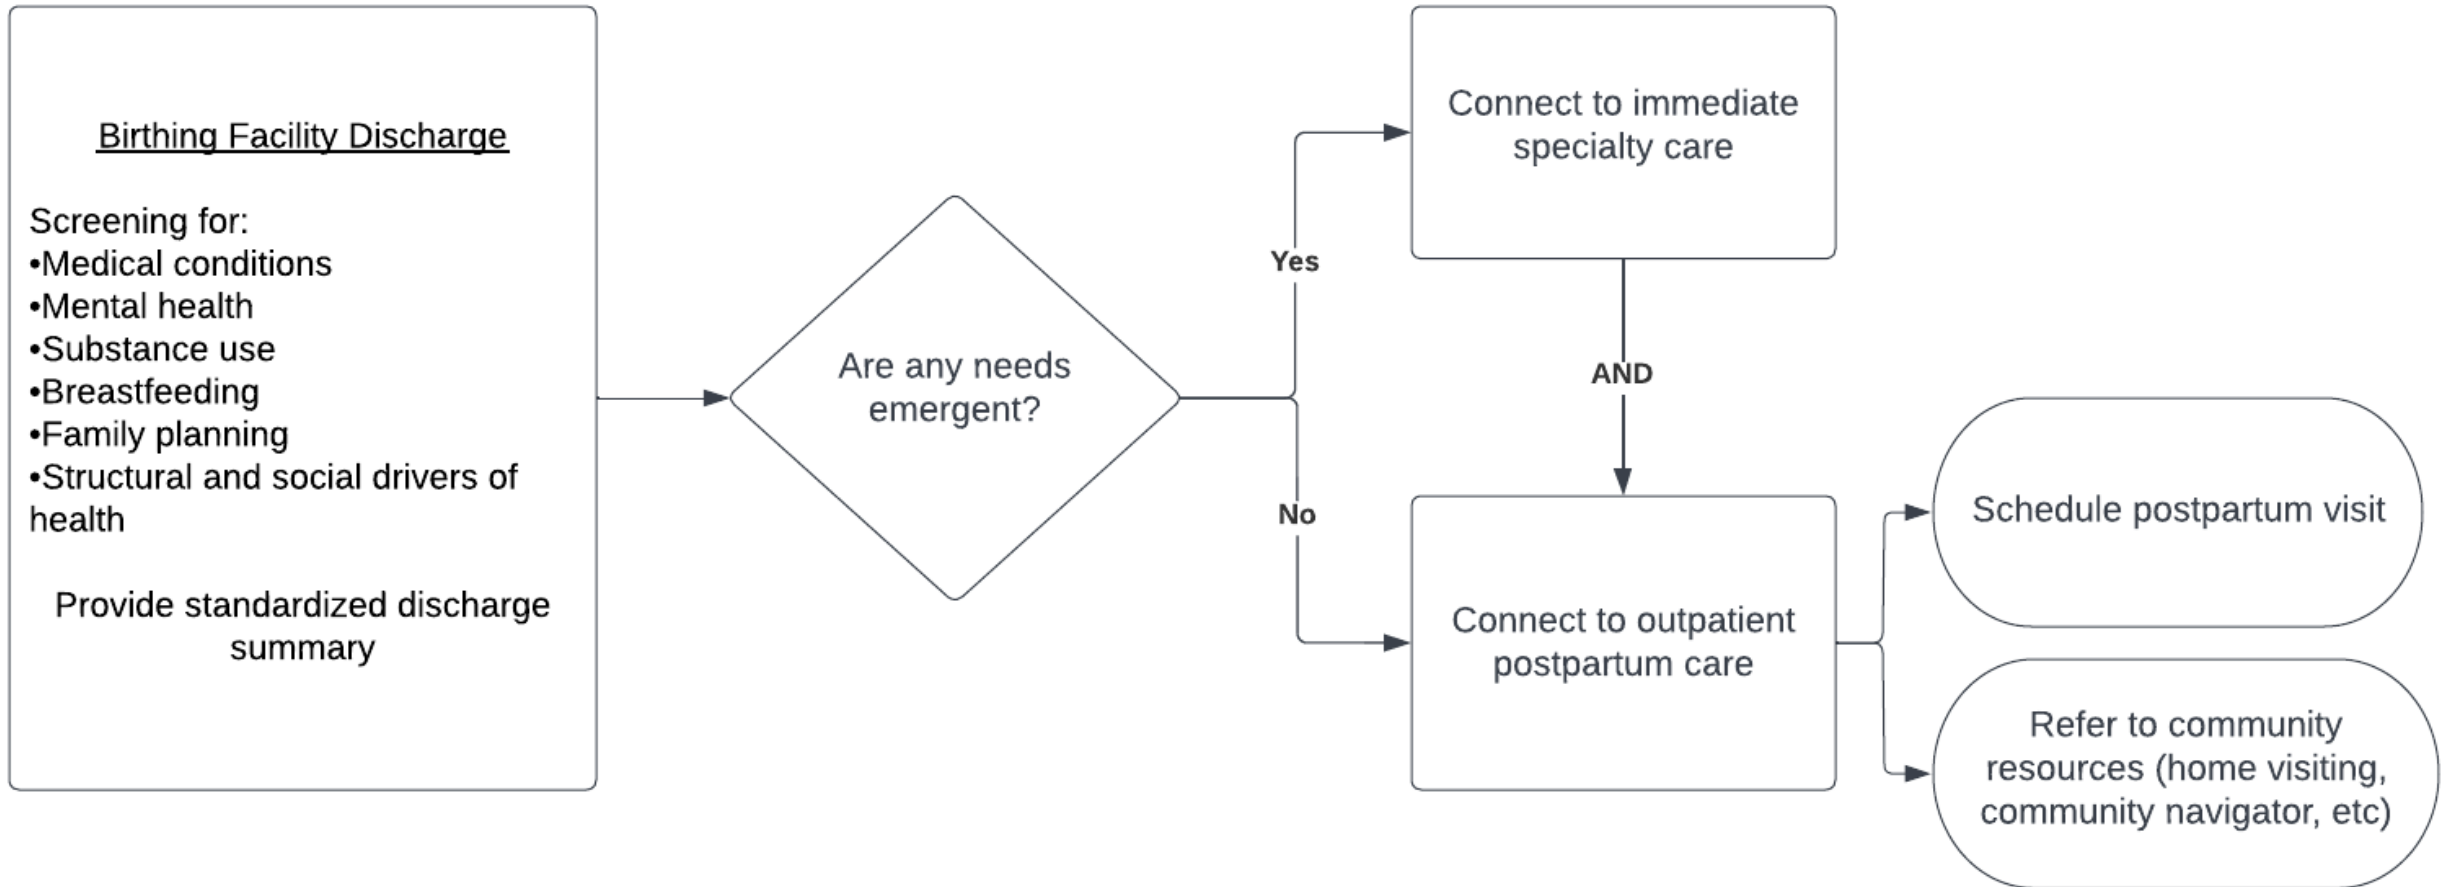 Birthing Facility Discharge
Screening for:
•Medical conditions
•Mental health
•Substance use
•Breastfeeding
•Family planning
•Structural and social drivers of
health
Provide standardized discharge
summary
Are any needs
emergent?
Yes
No
Connect to immediate
specialty care
AND
Connect to outpatient
postpartum care
Schedule postpartum visit
Refer to community
resources (home visiting,
community navigator, etc)